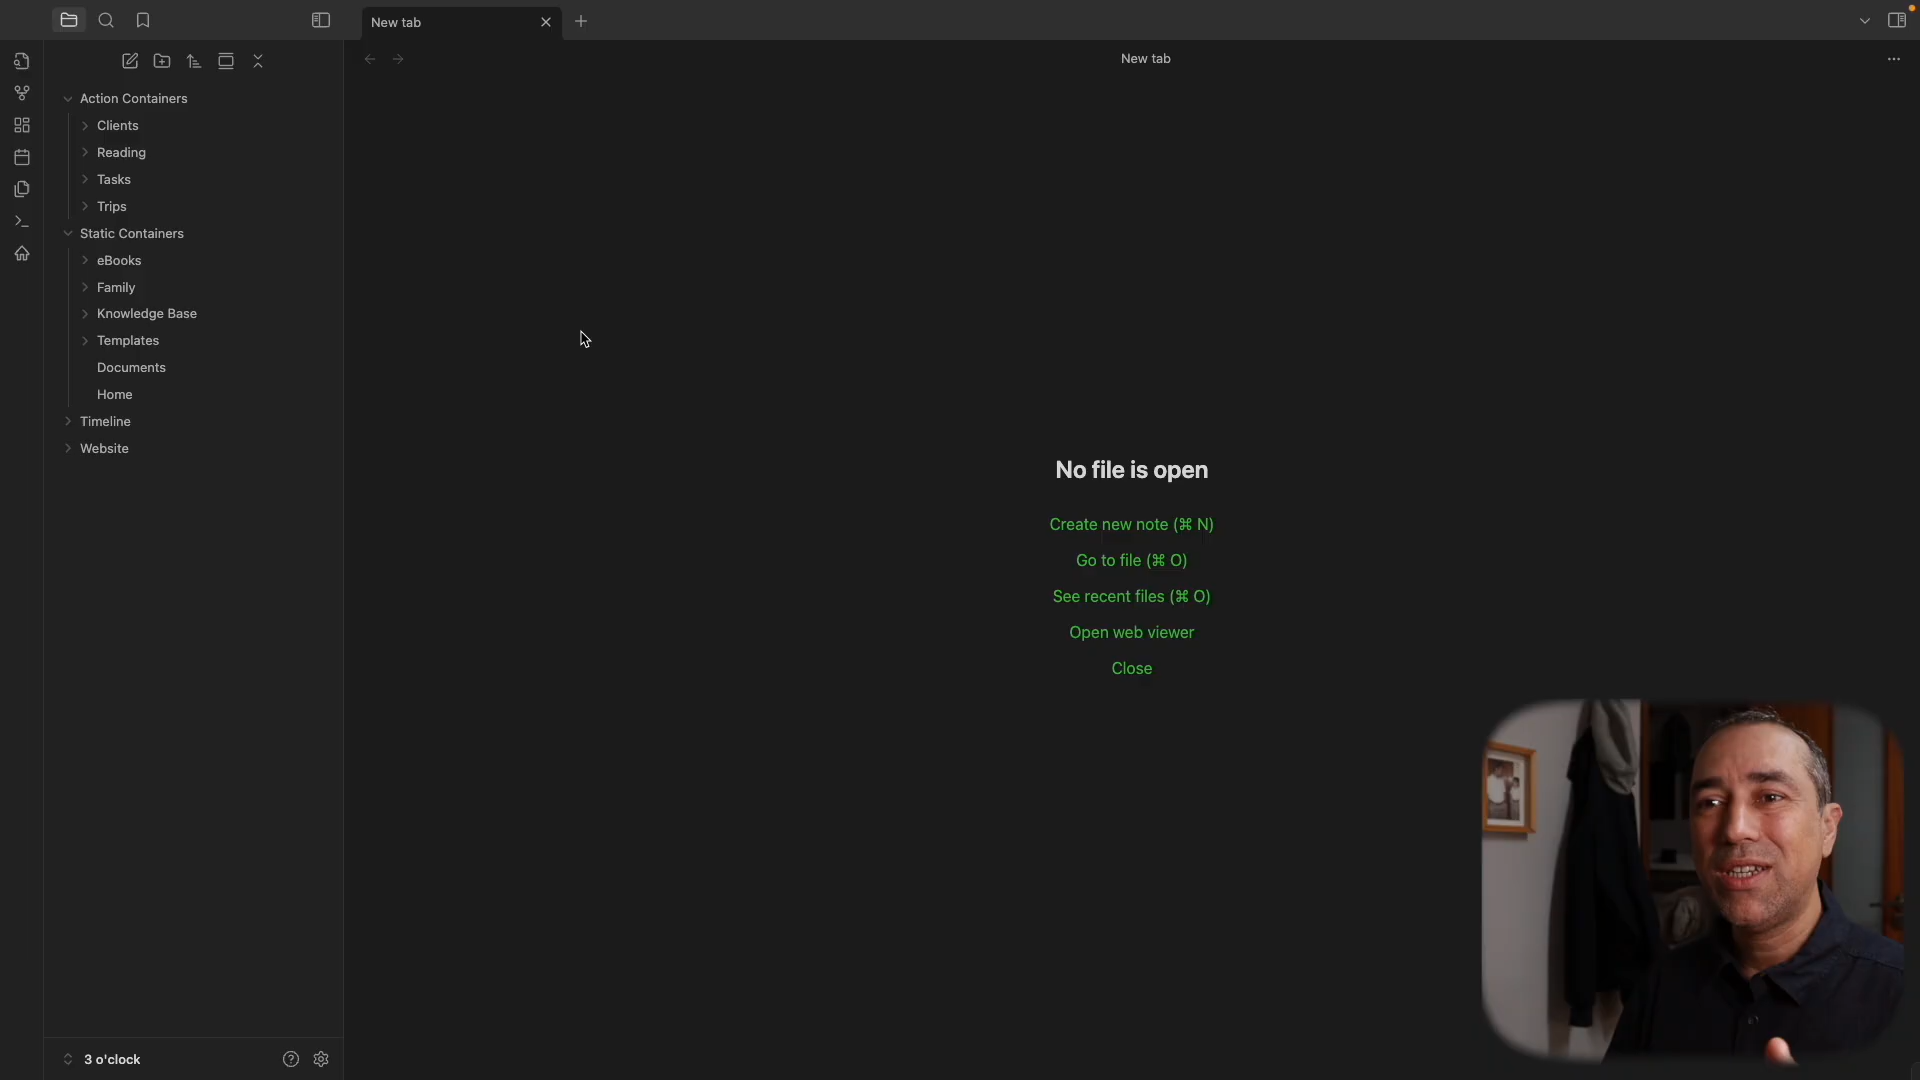 New tab
New tab
Action Containers
Clients
Reading
Tasks
Trips
Static Containers
eBooks
Family
Knowledge Base
Templates
Documents
Home
Timeline
Website
No file is open
Create new note (⌘ N)
Go to file (⌘ O)
See recent files (⌘ O)
Open web viewer
Close
3 o'clock